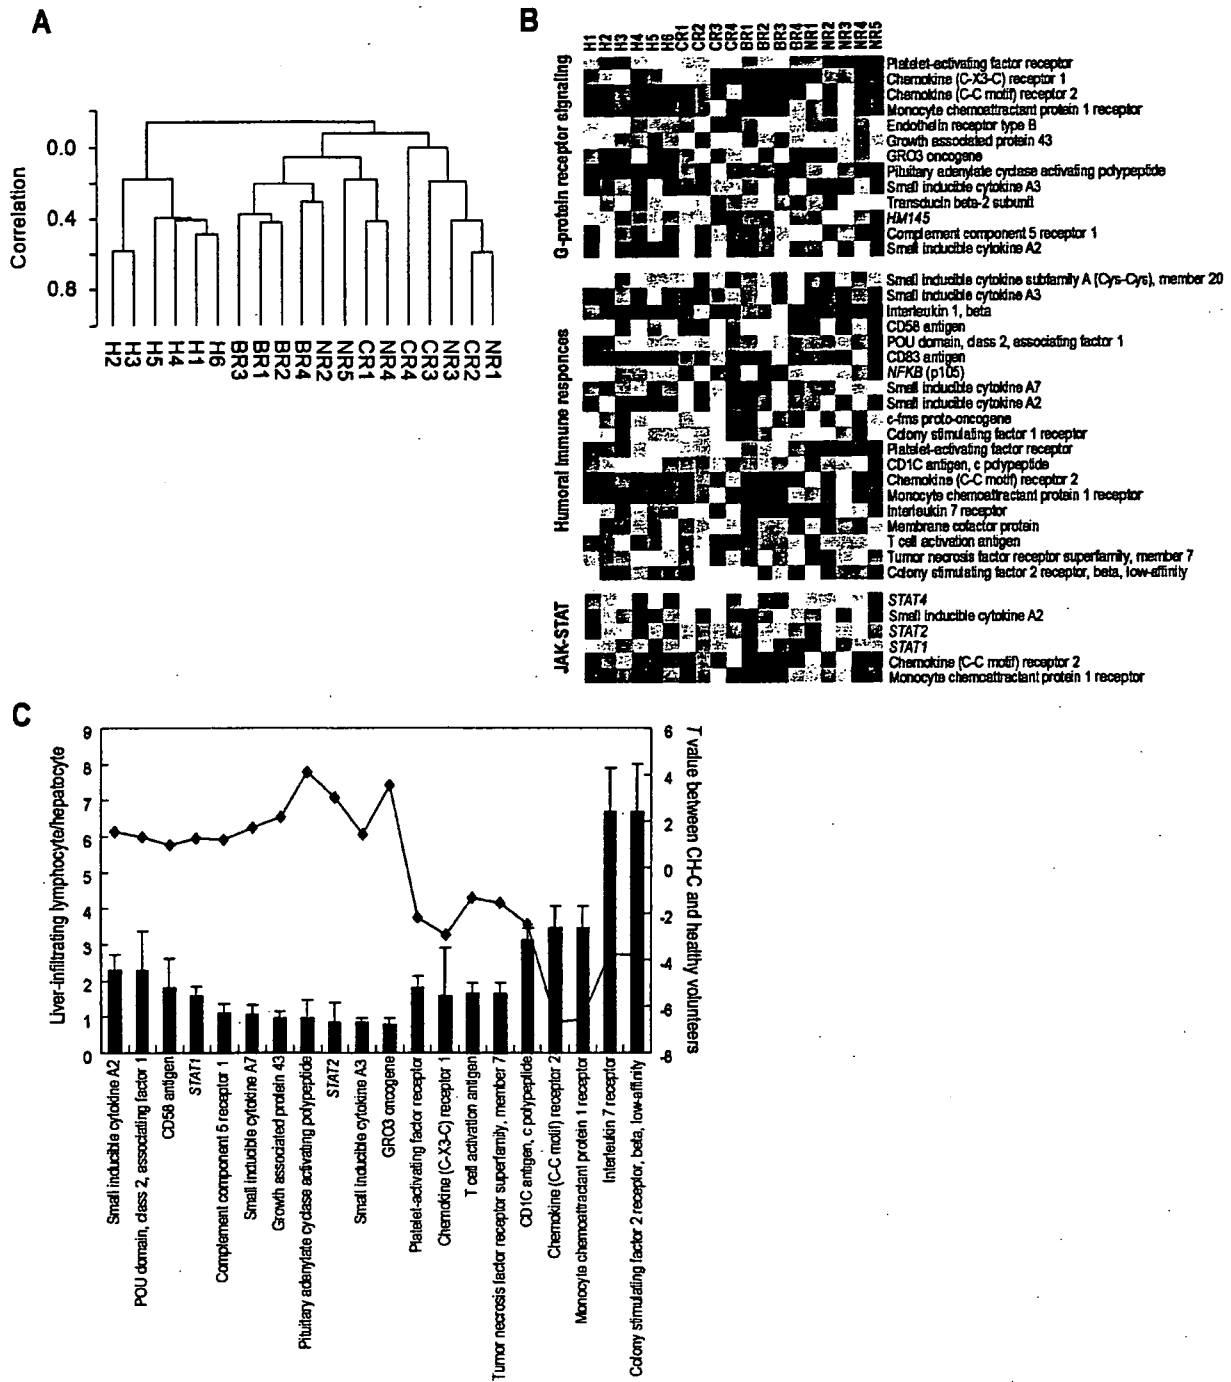 A
Correlation
0.0
0.4
0.8
H2 H3 H5 H4 H1 H6 BR3 BR1 BR2 BR4 NR2 NR5 CR1 NR4 CR4 CR3 NR3 CR2 NR1
B
H1 H2 H3 H4 H5 H6 CR1 CR2 CR3 CR4 BR1 BR2 BR3 BR4 NR1 NR2 NR3 NR4 NR5
G-protein receptor signaling
Platelet-activating factor receptor
Chemokine (C-X3-C) receptor 1
Chemokine (C-C motif) receptor 2
Monocyte chemoattractant protein 1 receptor
Endothelin receptor type B
Growth associated protein 43
GRO3 oncogene
Pituitary adenylate cyclase activating polypeptide
Small inducible cytokine A3
Transducin beta-2 subunit
HM145
Complement component 5 receptor 1
Small inducible cytokine A2
Humoral immune responces
Small inducible cytokine subfamily A (Cys-Cys), member 20
Small inducible cytokine A3
Interleukin 1, beta
CD58 antigen
POU domain, class 2, associating factor 1
CD83 antigen
NFKB (p105)
Small inducible cytokine A7
Small inducible cytokine A2
c-fms proto-oncogene
Colony stimulating factor 1 receptor
Platelet-activating factor receptor
CD1C antigen, c polypeptide
Chemokine (C-C motif) receptor 2
Monocyte chemoattractant protein 1 receptor
Interleukin 7 receptor
Membrane cofactor protein
T cell activation antigen
Tumor necrosis factor receptor superfamily, member 7
Colony stimulating factor 2 receptor, beta, low-affinity
JAK-STAT
STAT4
Small inducible cytokine A2
STAT2
STAT1
Chemokine (C-C motif) receptor 2
Monocyte chemoattractant protein 1 receptor
C
Liver-infiltrating lymphocyte/hepatocyte
9
8
7
6
5
4
3
2
1
0
6
4
2
0
-2
-4
-6
-8
T value between CH-C and healthy volunteers
Small inducible cytokine A2
POU domain, class 2, associating factor 1
CD58 antigen
STAT1
Complement component 5 receptor 1
Small inducible cytokine A7
Growth associated protein 43
Pituitary adenylate cyclase activating polypeptide
STAT2
Small inducible cytokine A3
GRO3 oncogene
Platelet-activating factor receptor
Chemokine (C-X3-C) receptor 1
T cell activation antigen
Tumor necrosis factor receptor superfamily, member 7
CD1C antigen, c polypeptide
Chemokine (C-C motif) receptor 2
Monocyte chemoattractant protein 1 receptor
Interleukin 7 receptor
Colony stimulating factor 2 receptor, beta, low-affinity